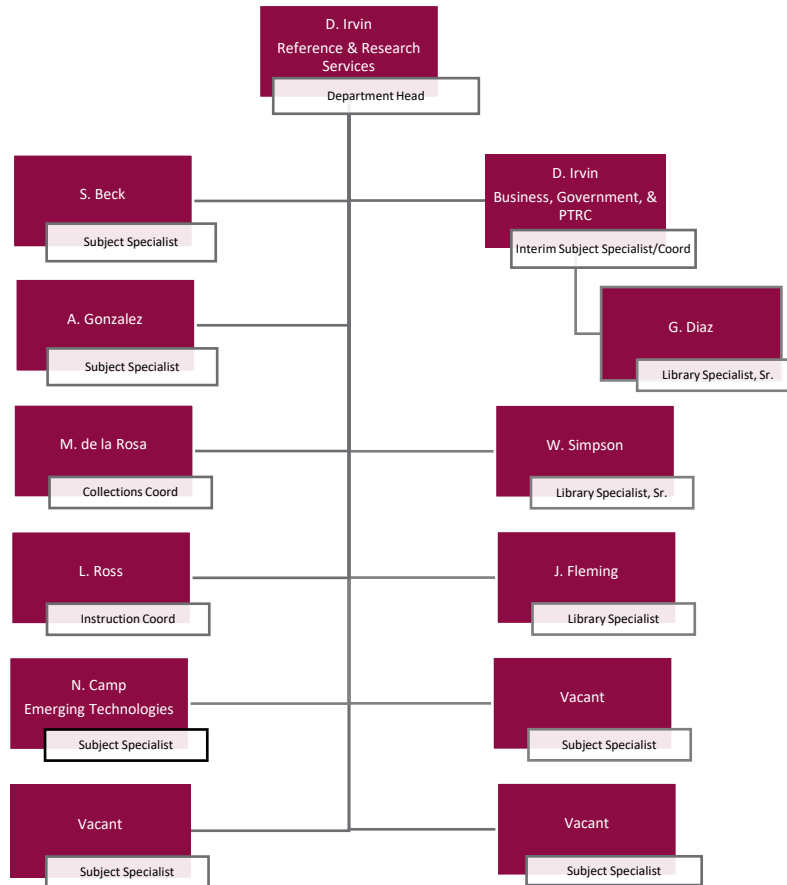 D. Irvin
Reference & Research
Services
Department Head
S. Beck
Subject Specialist
D. Irvin
Business, Government, &
PTRC
Interim Subject Specialist/Coord
A. Gonzalez
Subject Specialist
G. Diaz
Library Specialist, Sr.
M. de la Rosa
Collections Coord
W. Simpson
Library Specialist, Sr.
L. Ross
Instruction Coord
J. Fleming
Library Specialist
N. Camp
Emerging Technologies
Subject Specialist
Vacant
Subject Specialist
Vacant
Subject Specialist
Vacant
Subject Specialist